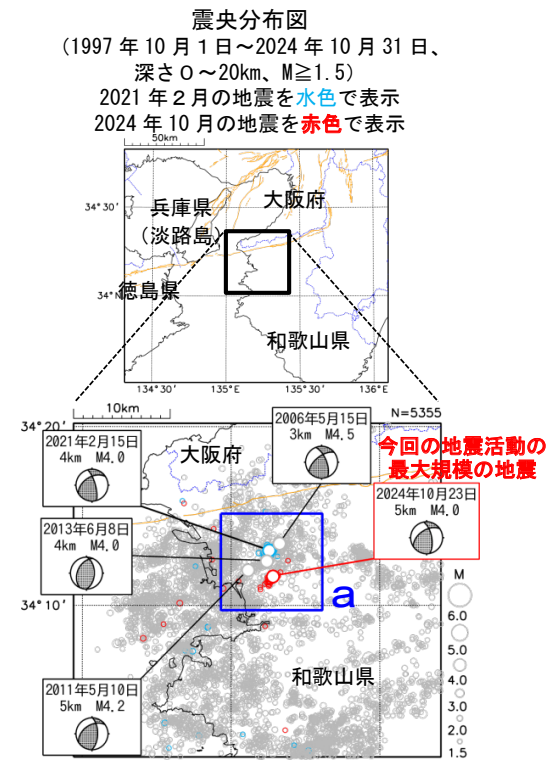 震央分布図
（1997 年 10 月１日～2024 年 10 月 31 日、
深さ０～20km、M≧1.5）
2021 年２月の地震を水色で表示
2024 年 10 月の地震を赤色で表示
50km
34°30′
兵庫県
（淡路島）
大阪府
34°N
徳島県
和歌山県
134°30′ 135°E 135°30′ 136°E
10km
N=5355
34°20′
2021年2月15日
4km M4.0
大阪府
2006年5月15日
3km M4.5
今回の地震活動の
最大規模の地震
2024年10月23日
5km M4.0
2013年6月8日
4km M4.0
a
34°10′
2011年5月10日
5km M4.2
和歌山県
M
6.0
5.0
4.0
3.0
2.0
1.5